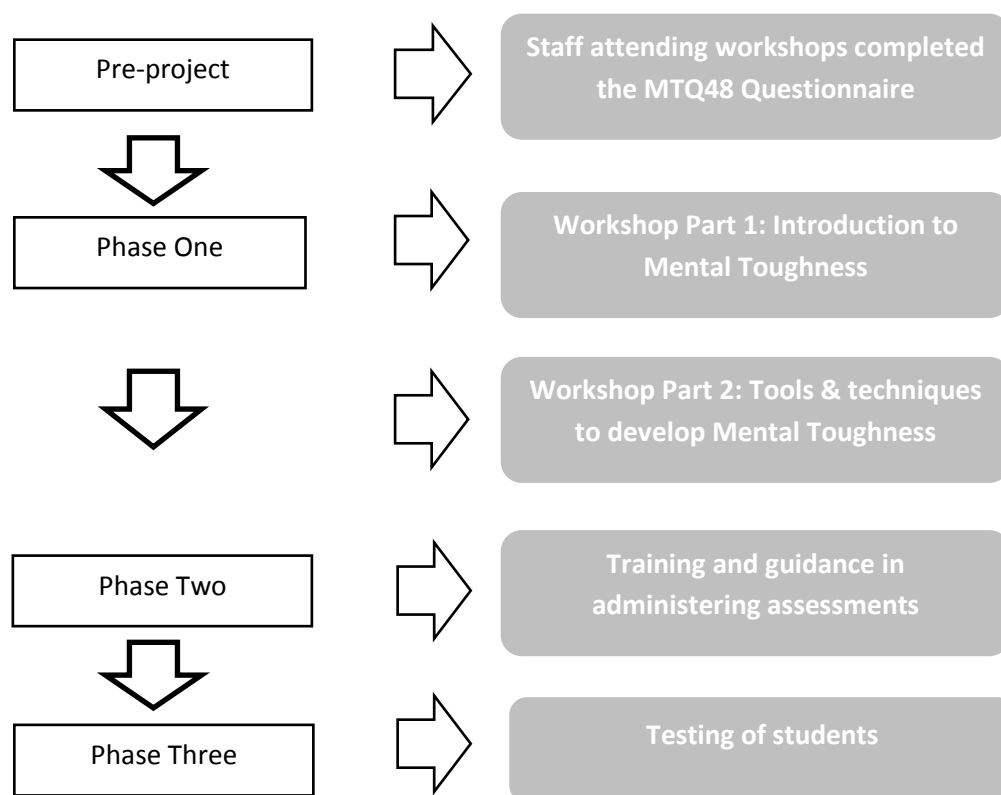 Pre-project
Staff attending workshops completed
the MTQ48 Questionnaire
Phase One
Workshop Part 1: Introduction to
Mental Toughness
Workshop Part 2: Tools & techniques
to develop Mental Toughness
Phase Two
Training and guidance in
administering assessments
Phase Three
Testing of students